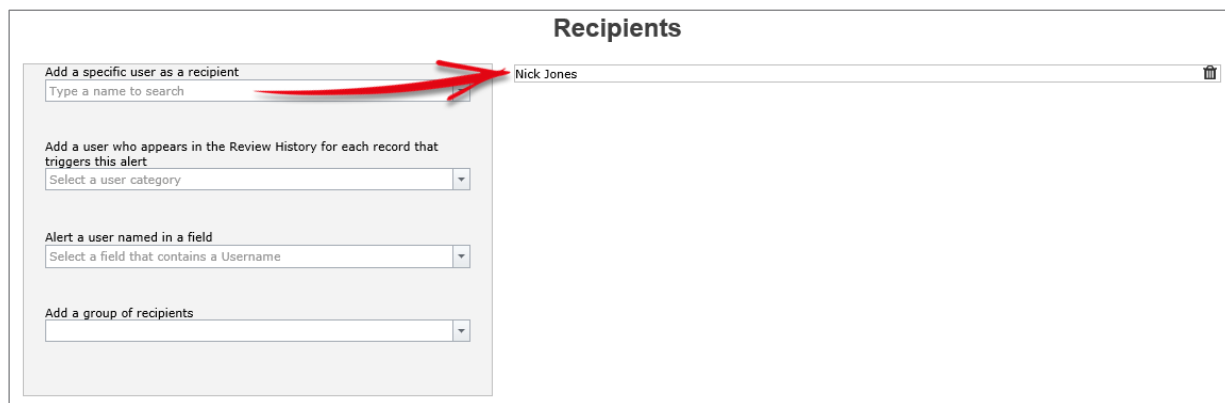 Recipients
Add a specific user as a recipient
Type a name to search
Nick Jones
Add a user who appears in the Review History for each record that
triggers this alert
Select a user category
Alert a user named in a field
Select a field that contains a Username
Add a group of recipients